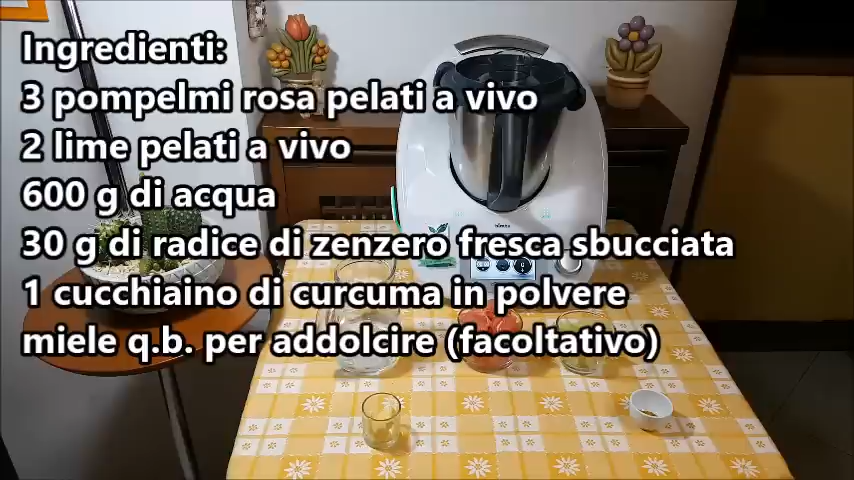 Ingredienti:
3 pompelmi rosa pelati a vivo
2 lime pelati a vivo
600 g di acqua
30 g di radice di zenzero fresca sbucciata
1 cucchiaino di curcuma in polvere
miele q.b. per addolcire (facoltativo)